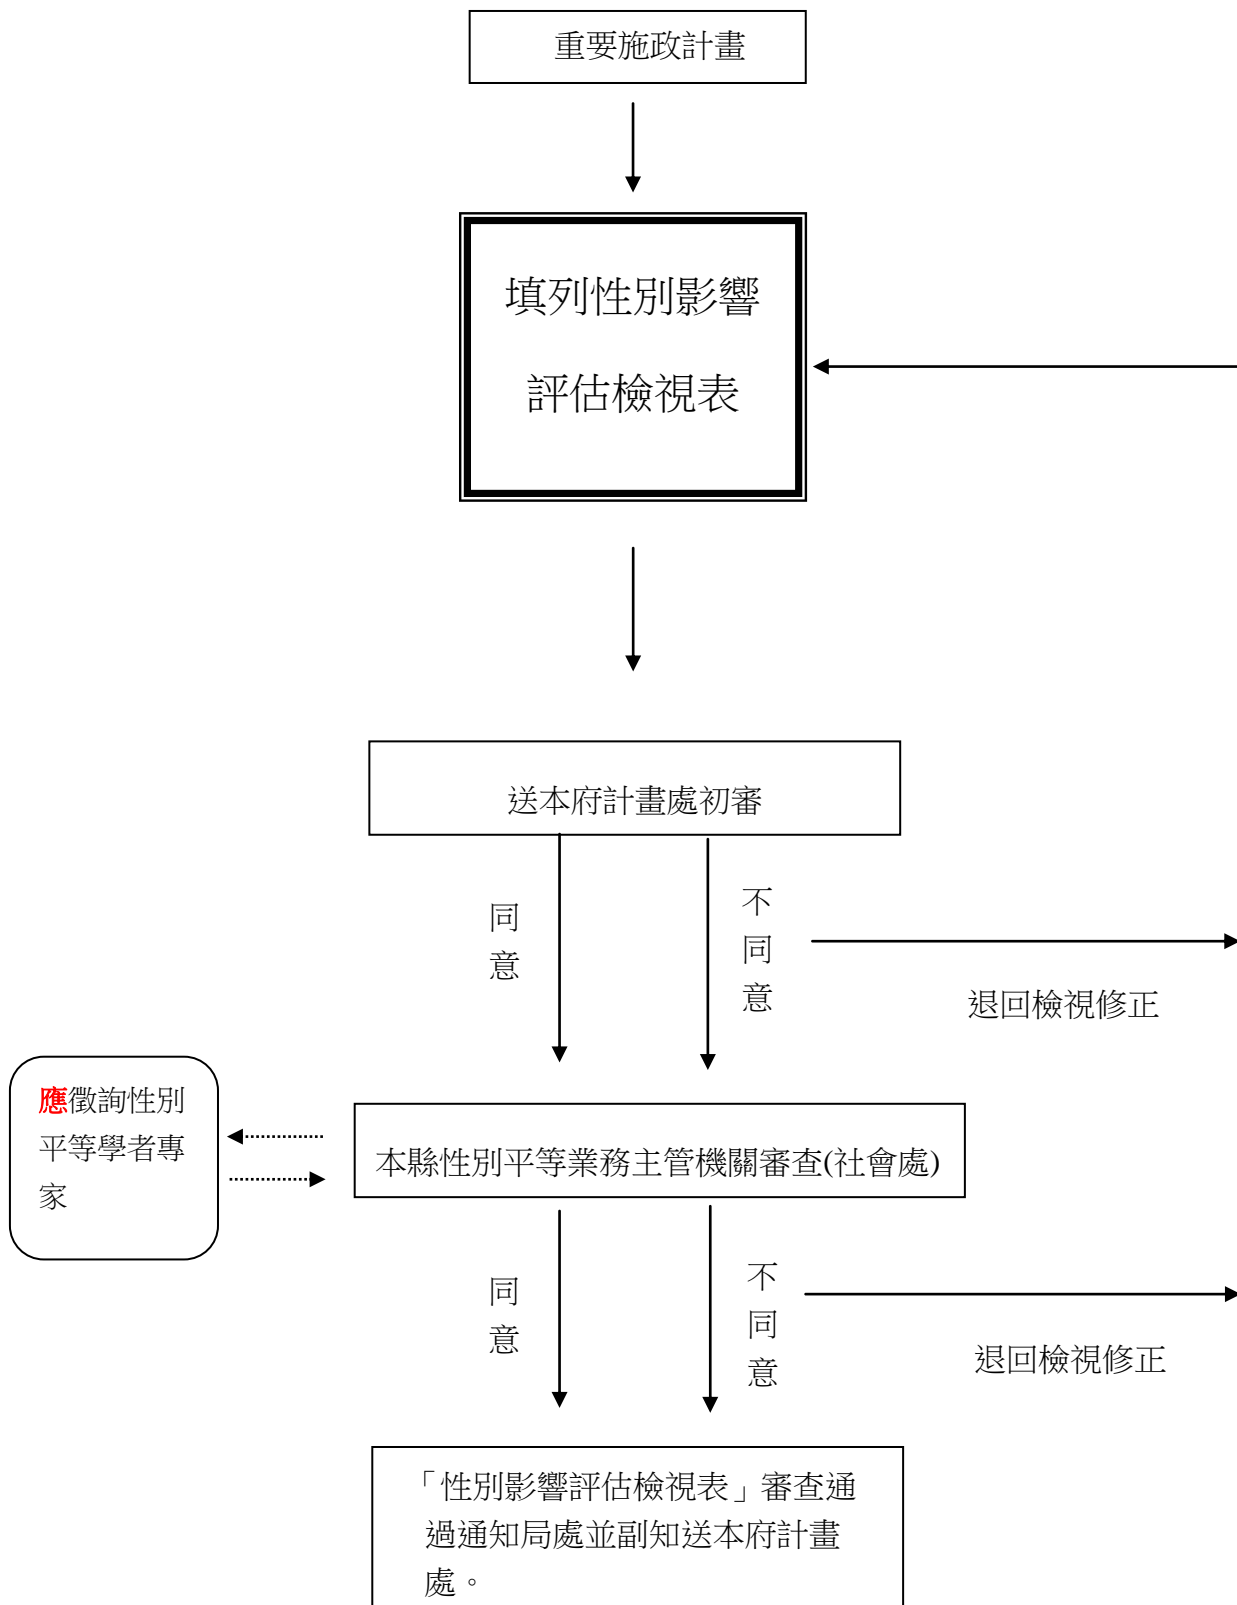 重要施政計畫
填列性別影響
評估檢視表
送本府計畫處初審
同意
不同意
退回檢視修正
應徵詢性別
平等學者專
家
本縣性別平等業務主管機關審查(社會處)
同意
不同意
退回檢視修正
「性別影響評估檢視表」審查通
過通知局處並副知送本府計畫
處。